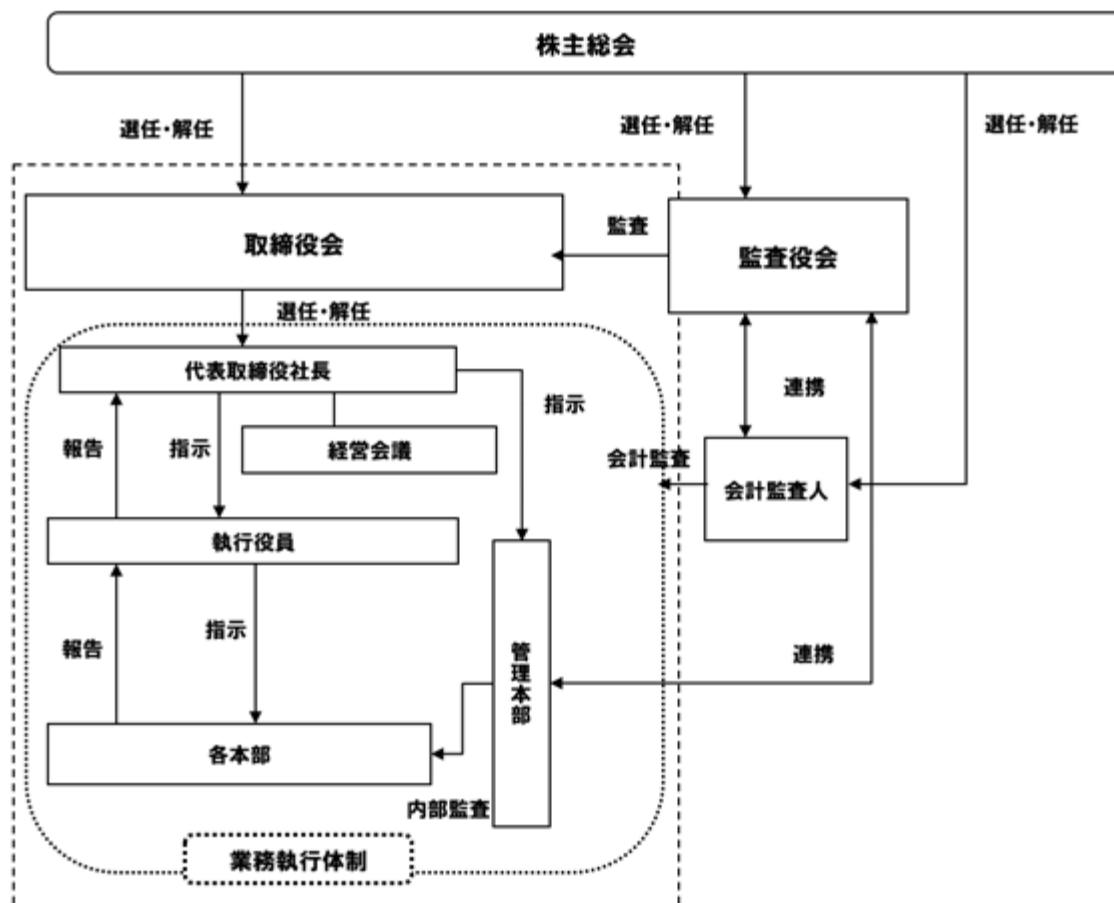 株主総会
選任・解任
選任・解任
選任・解任
取締役会
監査
監査役会
選任・解任
代表取締役社長
指示
連携
報告
指示
経営会議
会計監査
会計監査人
執行役員
報告
指示
管理本部
連携
各本部
内部監査
業務執行体制